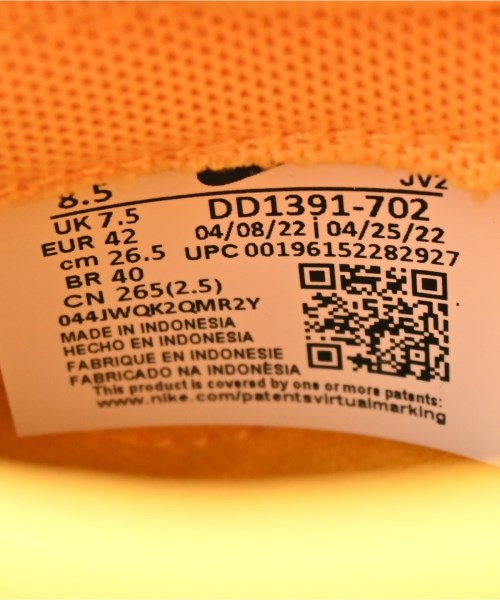 8.5 JV2
UK 7.5 DD1391-702
EUR 42 04/08/22 | 04/25/22
cm 26.5 UPC 00196152282927
BR 40
CN 265(2.5)
044JWQK2QMR2Y
MADE IN INDONESIA
HECHO EN INDONESIA
FABRIQUE EN INDONESIE
FABRICADO NA INDONÉSIA
This product is covered by one or more patents:
www.nike.com/patentsvirtualmarking